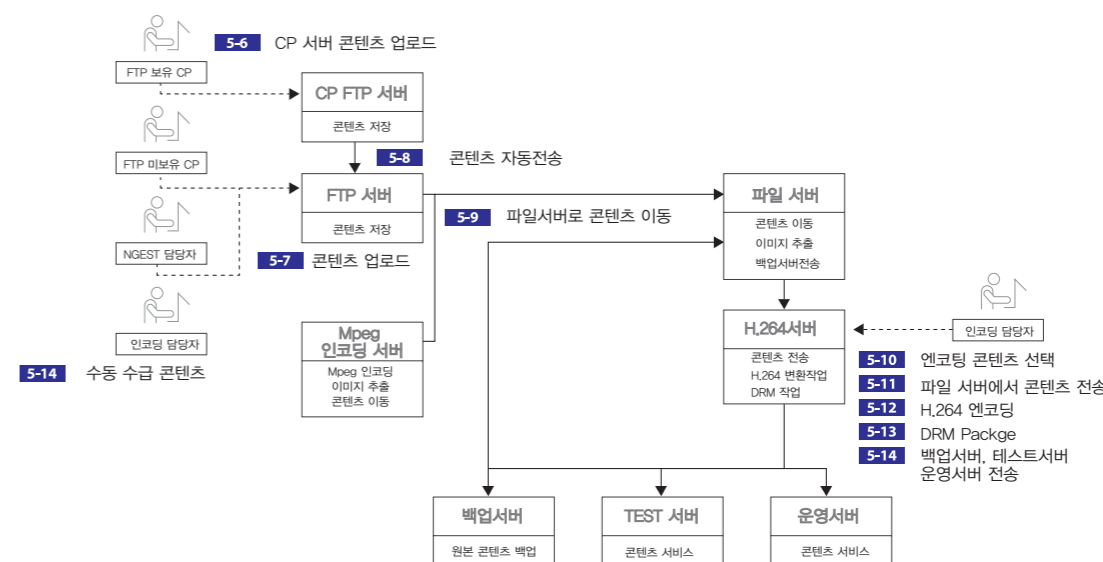 5-6 CP 서버 콘텐츠 업로드
FTP 보유 CP
CP FTP 서버
콘텐츠 저장
FTP 미보유 CP
5-8 콘텐츠 자동전송
FTP 서버
콘텐츠 저장
파일 서버
콘텐츠 이동
이미지 추출
백업서버전송
5-9 파일서버로 콘텐츠 이동
NGEST 담당자
5-7 콘텐츠 업로드
인코딩 담당자
5-14 수동 수급 콘텐츠
Mpeg
인코딩 서버
Mpeg 인코딩
이미지 추출
콘텐츠 이동
H.264서버
콘텐츠 전송
H.264 변환작업
DRM 작업
인코딩 담당자
5-10 엔코팅 콘텐츠 선택
5-11 파일 서버에서 콘텐츠 전송
5-12 H.264 엔코딩
5-13 DRM Packge
5-14 백업서버, 테스트서버
운영서버 전송
백업서버
원본 콘텐츠 백업
TEST 서버
콘텐츠 서비스
운영서버
콘텐츠 서비스